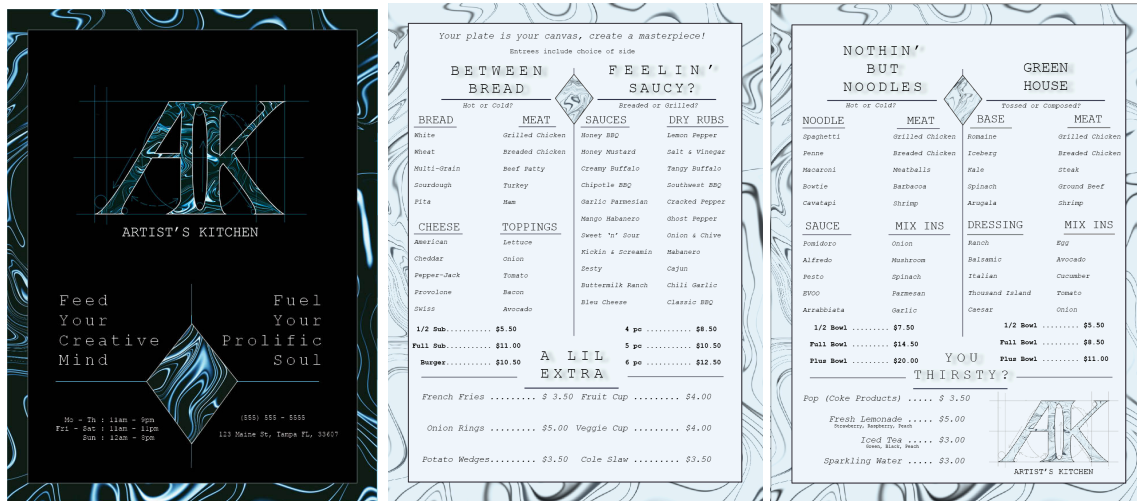 AK
ARTIST'S KITCHEN
Feed
Your
Creative
Mind
Fuel
Your
Prolific
Soul
Mo - Th : 11am - 9pm
Fri - Sat : 11am - 11pm
Sun : 12am - 9pm
(555) 555 - 5555
123 Maine St, Tampa FL, 33607
Your plate is your canvas, create a masterpiece!
Entrees include choice of side
BETWEEN
BREAD
Hot or Cold?
BREAD
White
Wheat
Multi-Grain
Sourdough
Pita
MEAT
Grilled Chicken
Breaded Chicken
Beef Patty
Turkey
Ham
CHEESE
American
Cheddar
Pepper-Jack
Provolone
Swiss
TOPPINGS
Lettuce
Onion
Tomato
Bacon
Avocado
1/2 Sub........... $5.50
Full Sub........... $11.00
Burger............ $10.50
FEELIN'
SAUCY?
Breaded or Grilled?
SAUCES
Honey BBQ
Honey Mustard
Creamy Buffalo
Chipotle BBQ
Garlic Parmesan
Mango Habanero
Sweet 'n' Sour
Kickin & Screamin
Zesty
Buttermilk Ranch
Bleu Cheese
DRY RUBS
Lemon Pepper
Salt & Vinegar
Tangy Buffalo
Southwest BBQ
Cracked Pepper
Ghost Pepper
Onion & Chive
Habanero
Cajun
Chili Garlic
Classic BBQ
4 pc ........... $8.50
5 pc ........... $10.50
6 pc ........... $12.50
A LIL
EXTRA
French Fries ......... $ 3.50
Onion Rings ......... $5.00
Potato Wedges......... $3.50
Fruit Cup ..... $4.00
Veggie Cup .... $4.00
Cole Slaw ..... $3.50
NOTHIN'
BUT
NOODLES
Hot or Cold?
NOODLE
Spaghetti
Penne
Macaroni
Bowtie
Cavatapi
MEAT
Grilled Chicken
Breaded Chicken
Meatballs
Barbacoa
Shrimp
SAUCE
Pomidoro
Alfredo
Pesto
EVOO
Arrabbiata
MIX INS
Onion
Mushroom
Spinach
Parmesan
Garlic
1/2 Bowl ........ $7.50
Full Bowl ........ $14.50
Plus Bowl ........ $20.00
GREEN
HOUSE
Tossed or Composed?
BASE
Romaine
Iceberg
Kale
Spinach
Arugala
MEAT
Grilled Chicken
Breaded Chicken
Steak
Ground Beef
Shrimp
DRESSING
Ranch
Balsamic
Italian
Thousand Island
Caesar
MIX INS
Egg
Avocado
Cucumber
Tomato
Onion
1/2 Bowl ........ $5.50
Full Bowl ........ $8.50
Plus Bowl ........ $11.00
YOU
THIRSTY?
Pop (Coke Products) ..... $ 3.50
Fresh Lemonade ..... $5.00
Strawberry, Raspberry, Peach
Iced Tea ..... $3.00
Green, Black, Peach
Sparkling Water .... $3.00
AK
ARTIST'S KITCHEN